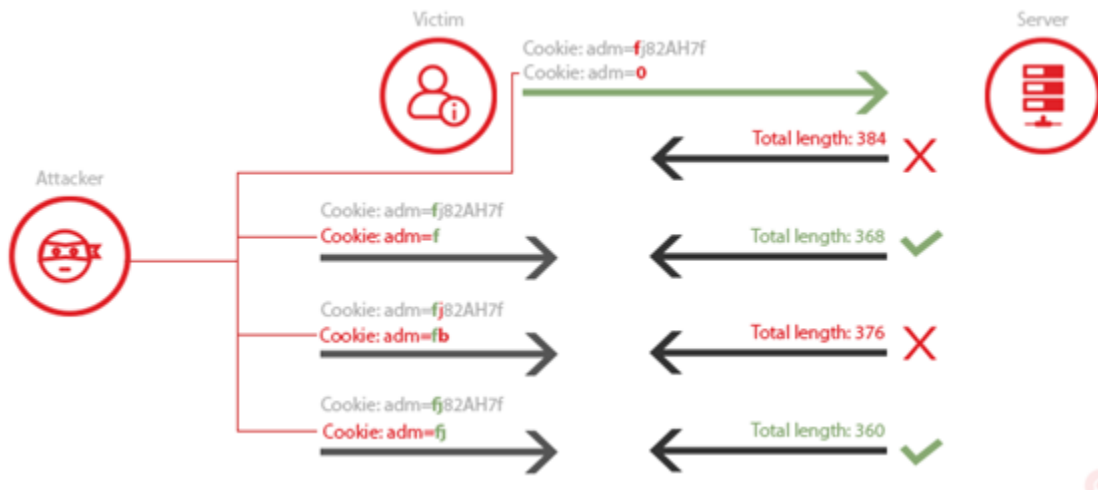 Victim
Server
Cookie: adm=fj82AH7f
Cookie: adm=0
Total length: 384
Attacker
Cookie: adm=fj82AH7f
Cookie: adm=f
Total length: 368
Cookie: adm=fj82AH7f
Cookie: adm=fb
Total length: 376
Cookie: adm=fj82AH7f
Cookie: adm=fj
Total length: 360